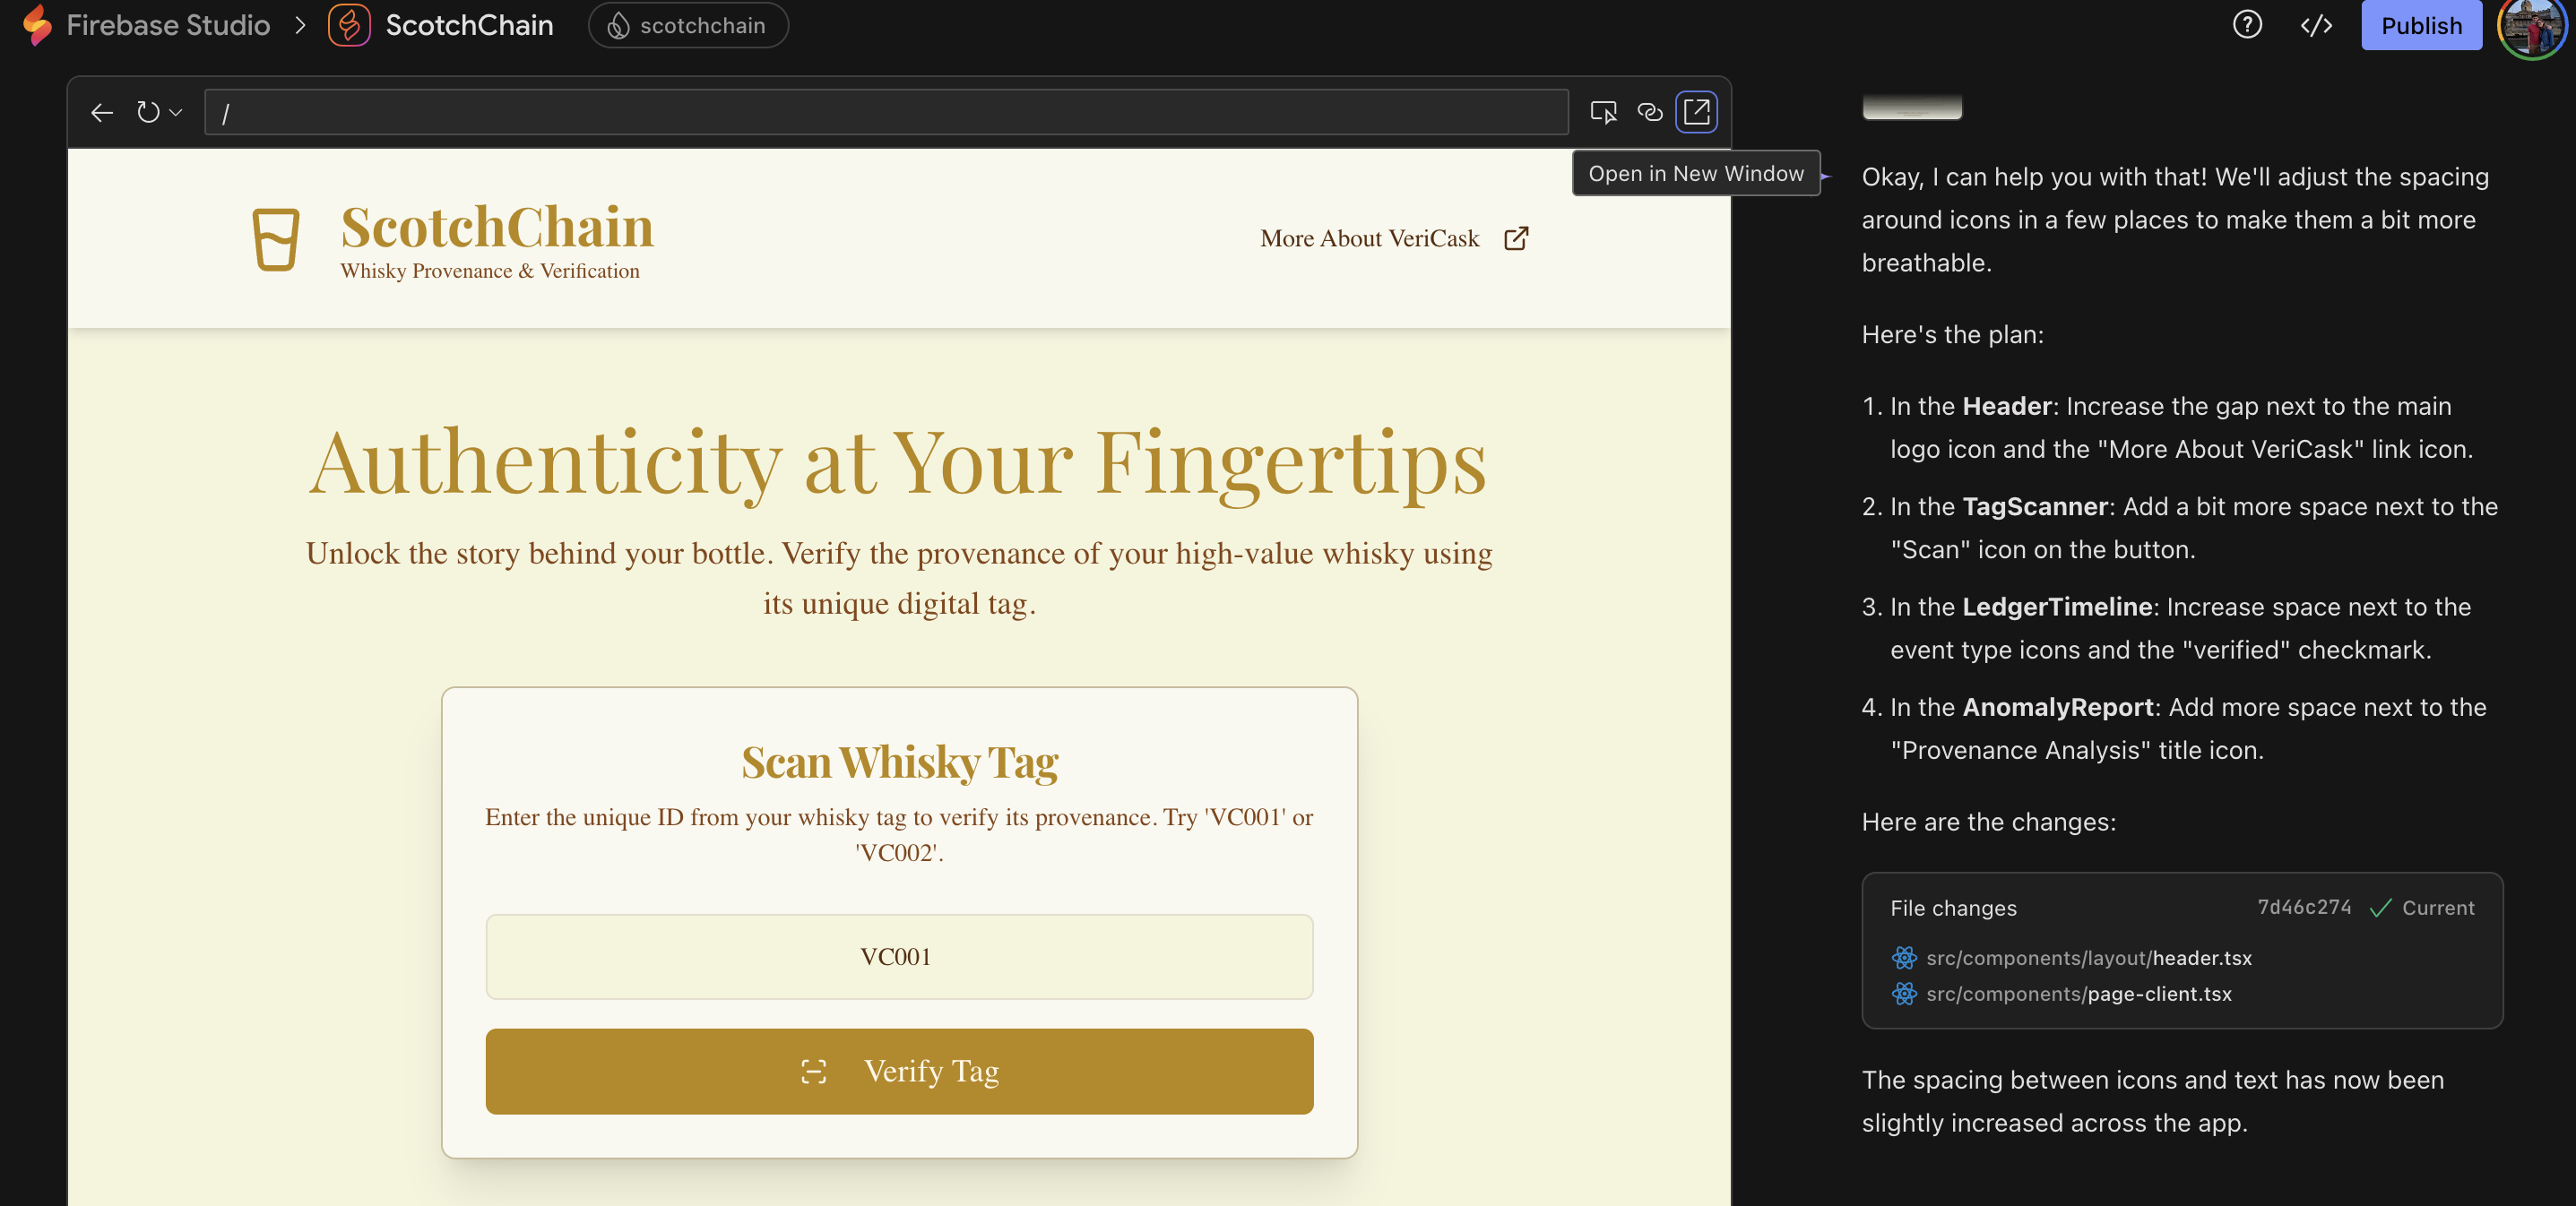 Firebase Studio > ScotchChain scotchchain
Publish
/
Open in New Window
ScotchChain
Whisky Provenance & Verification
More About VeriCask
Authenticity at Your Fingertips
Unlock the story behind your bottle. Verify the provenance of your high-value whisky using
its unique digital tag.
Scan Whisky Tag
Enter the unique ID from your whisky tag to verify its provenance. Try 'VC001' or
'VC002'.
VC001
Verify Tag
Okay, I can help you with that! We'll adjust the spacing
around icons in a few places to make them a bit more
breathable.
Here's the plan:
1. In the Header: Increase the gap next to the main
logo icon and the "More About VeriCask" link icon.
2. In the TagScanner: Add a bit more space next to the
"Scan" icon on the button.
3. In the LedgerTimeline: Increase space next to the
event type icons and the "verified" checkmark.
4. In the AnomalyReport: Add more space next to the
"Provenance Analysis" title icon.
Here are the changes:
File changes 7d46c274 ✓ Current
src/components/layout/header.tsx
src/components/page-client.tsx
The spacing between icons and text has now been
slightly increased across the app.